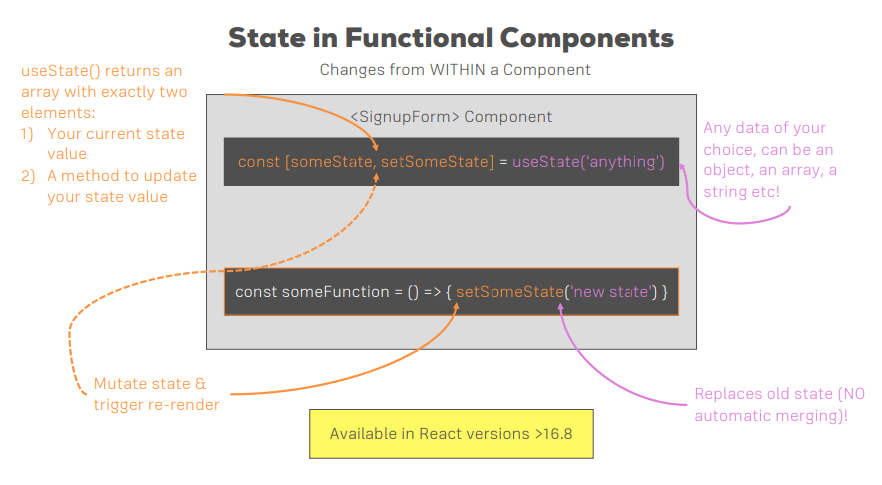 State in Functional Components
Changes from WITHIN a Component
useState() returns an
array with exactly two
elements:
1) Your current state
value
2) A method to update
your state value
<SignupForm> Component
const [someState, setSomeState] = useState('anything')
Any data of your
choice, can be an
object, an array, a
string etc!
const someFunction = () => { setSomeState('new state') }
Mutate state &
trigger re-render
Replaces old state (NO
automatic merging)!
Available in React versions >16.8